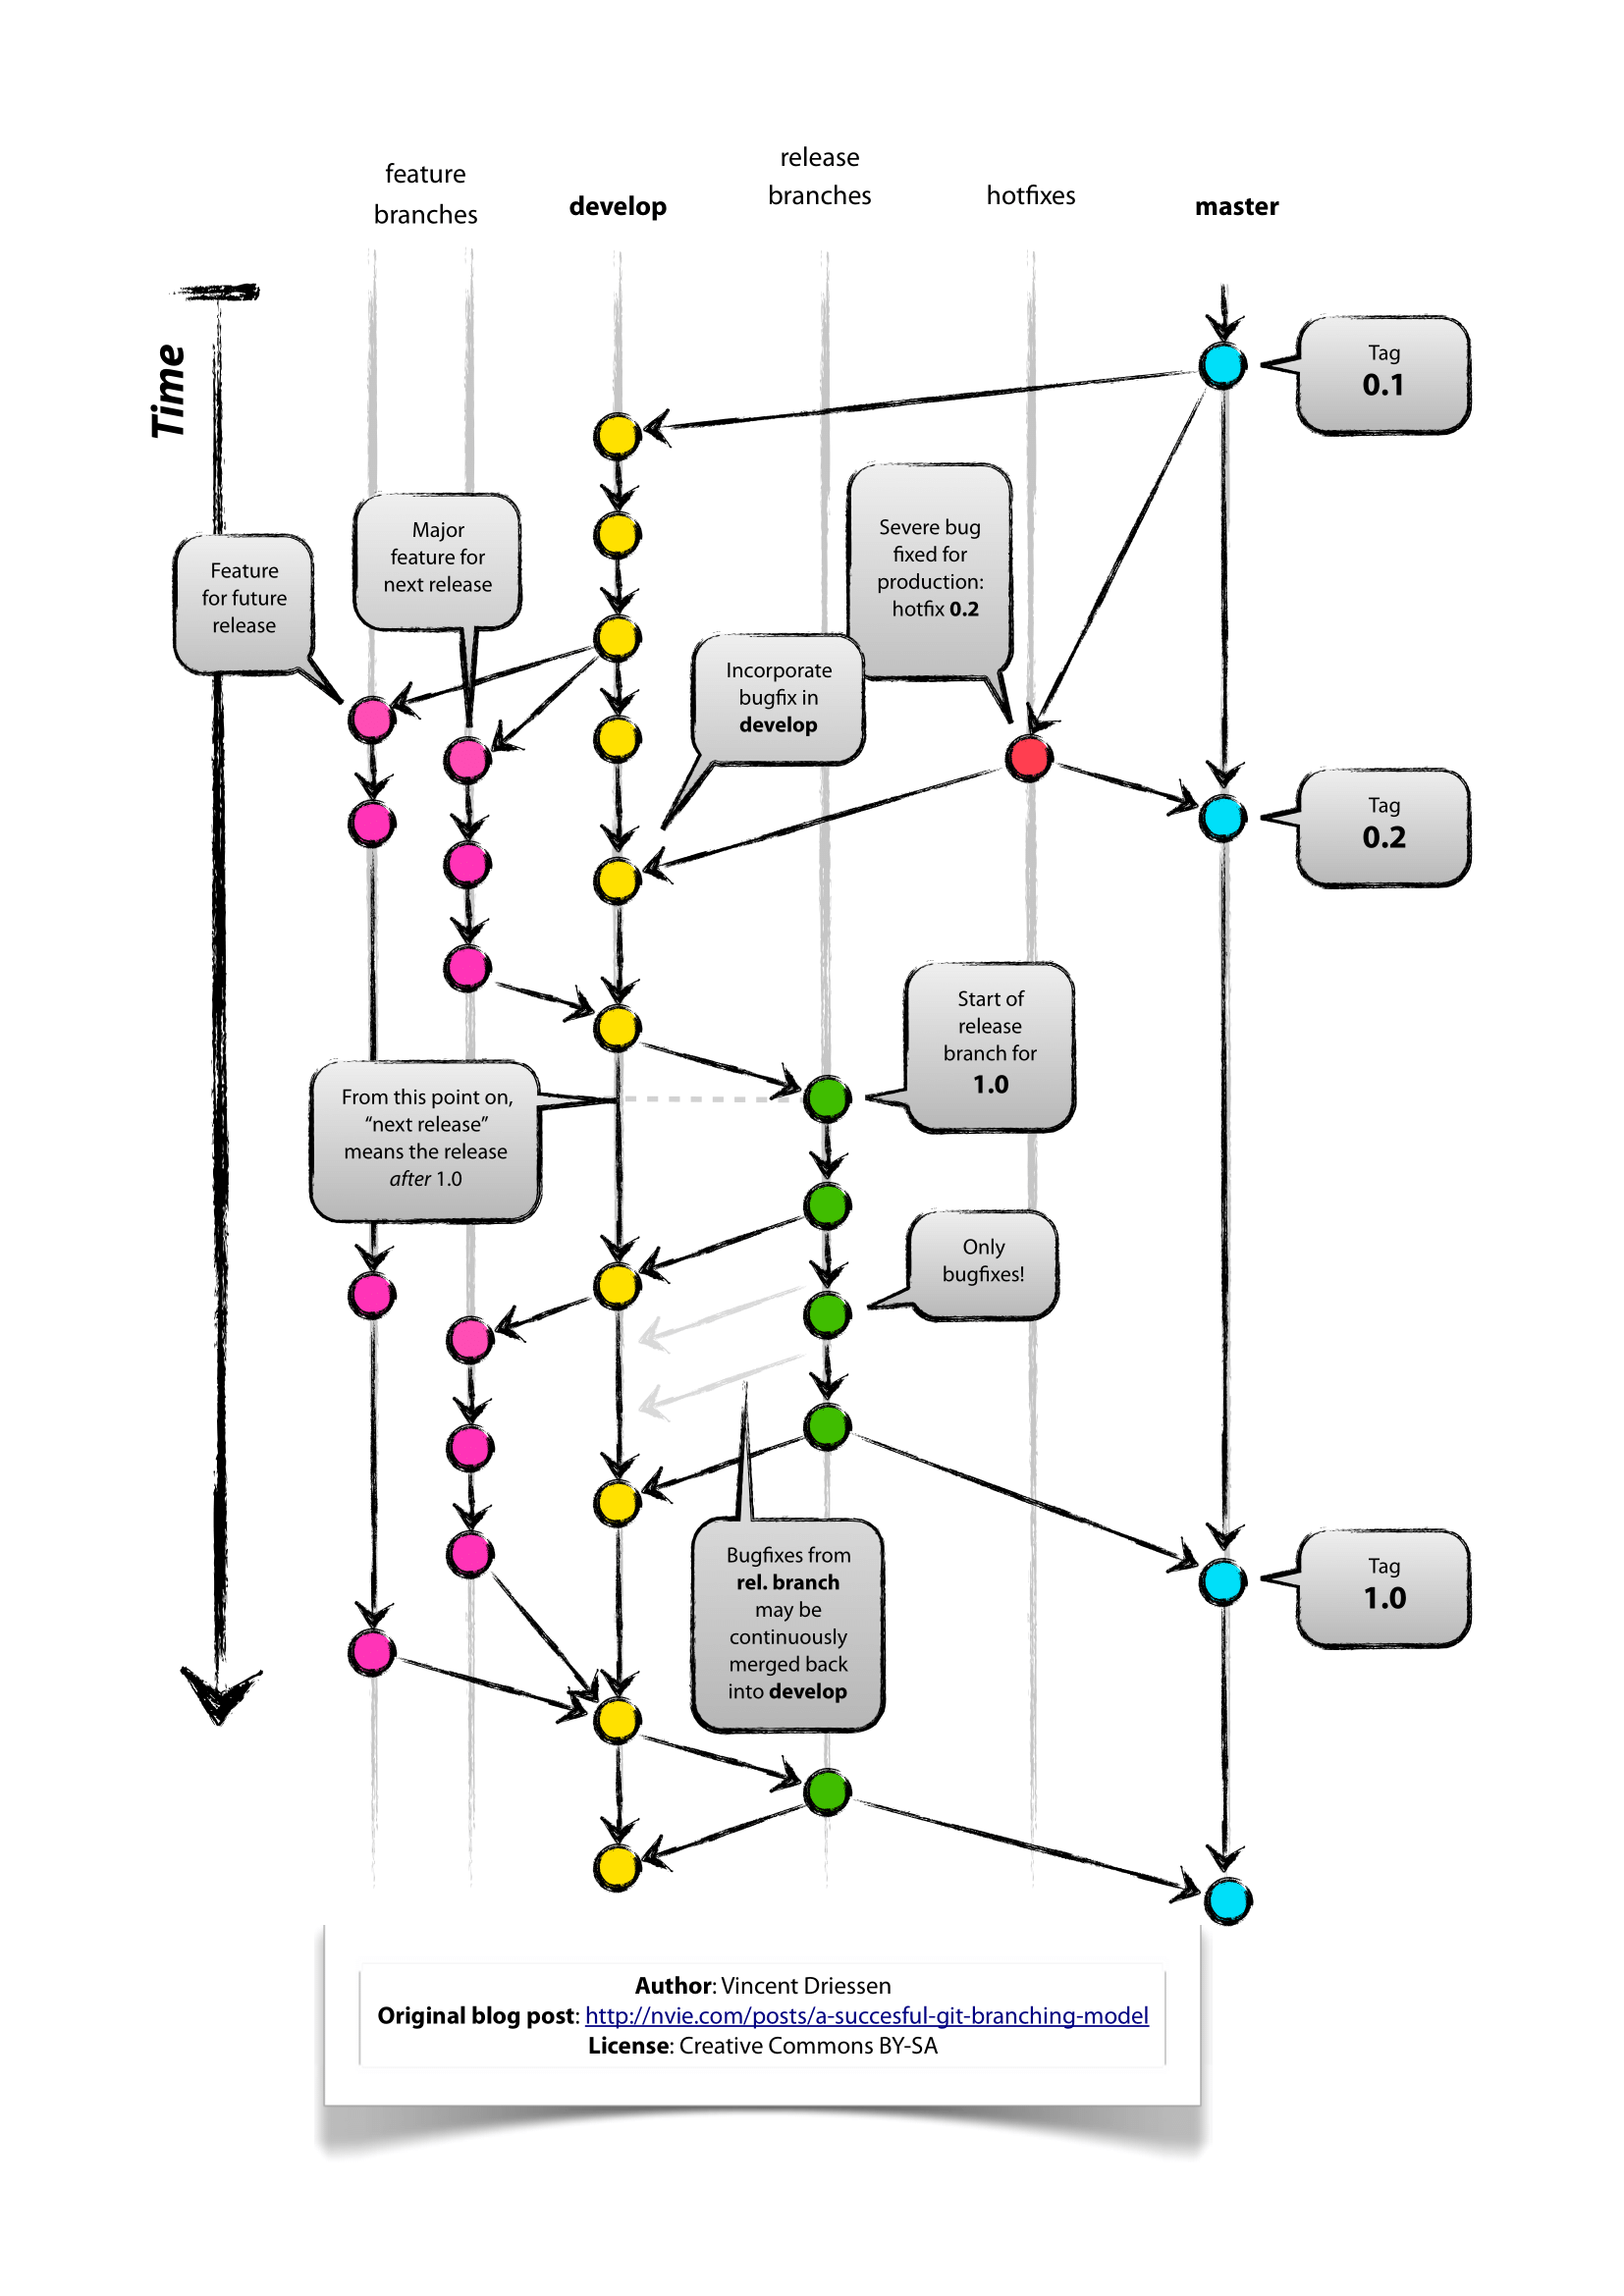 feature
branches
develop
release
branches
hotfixes
master
Time
Tag
0.1
Severe bug
fixed for
production:
hotfix 0.2
Major
feature for
next release
Feature
for future
release
Incorporate
bugfix in
develop
Tag
0.2
Start of
release
branch for
1.0
From this point on,
“next release”
means the release
after 1.0
Only
bugfixes!
Bugfixes from
rel. branch
may be
continuously
merged back
into develop
Tag
1.0
Author: Vincent Driessen
Original blog post: http://nvie.com/posts/a-succesful-git-branching-model
License: Creative Commons BY-SA